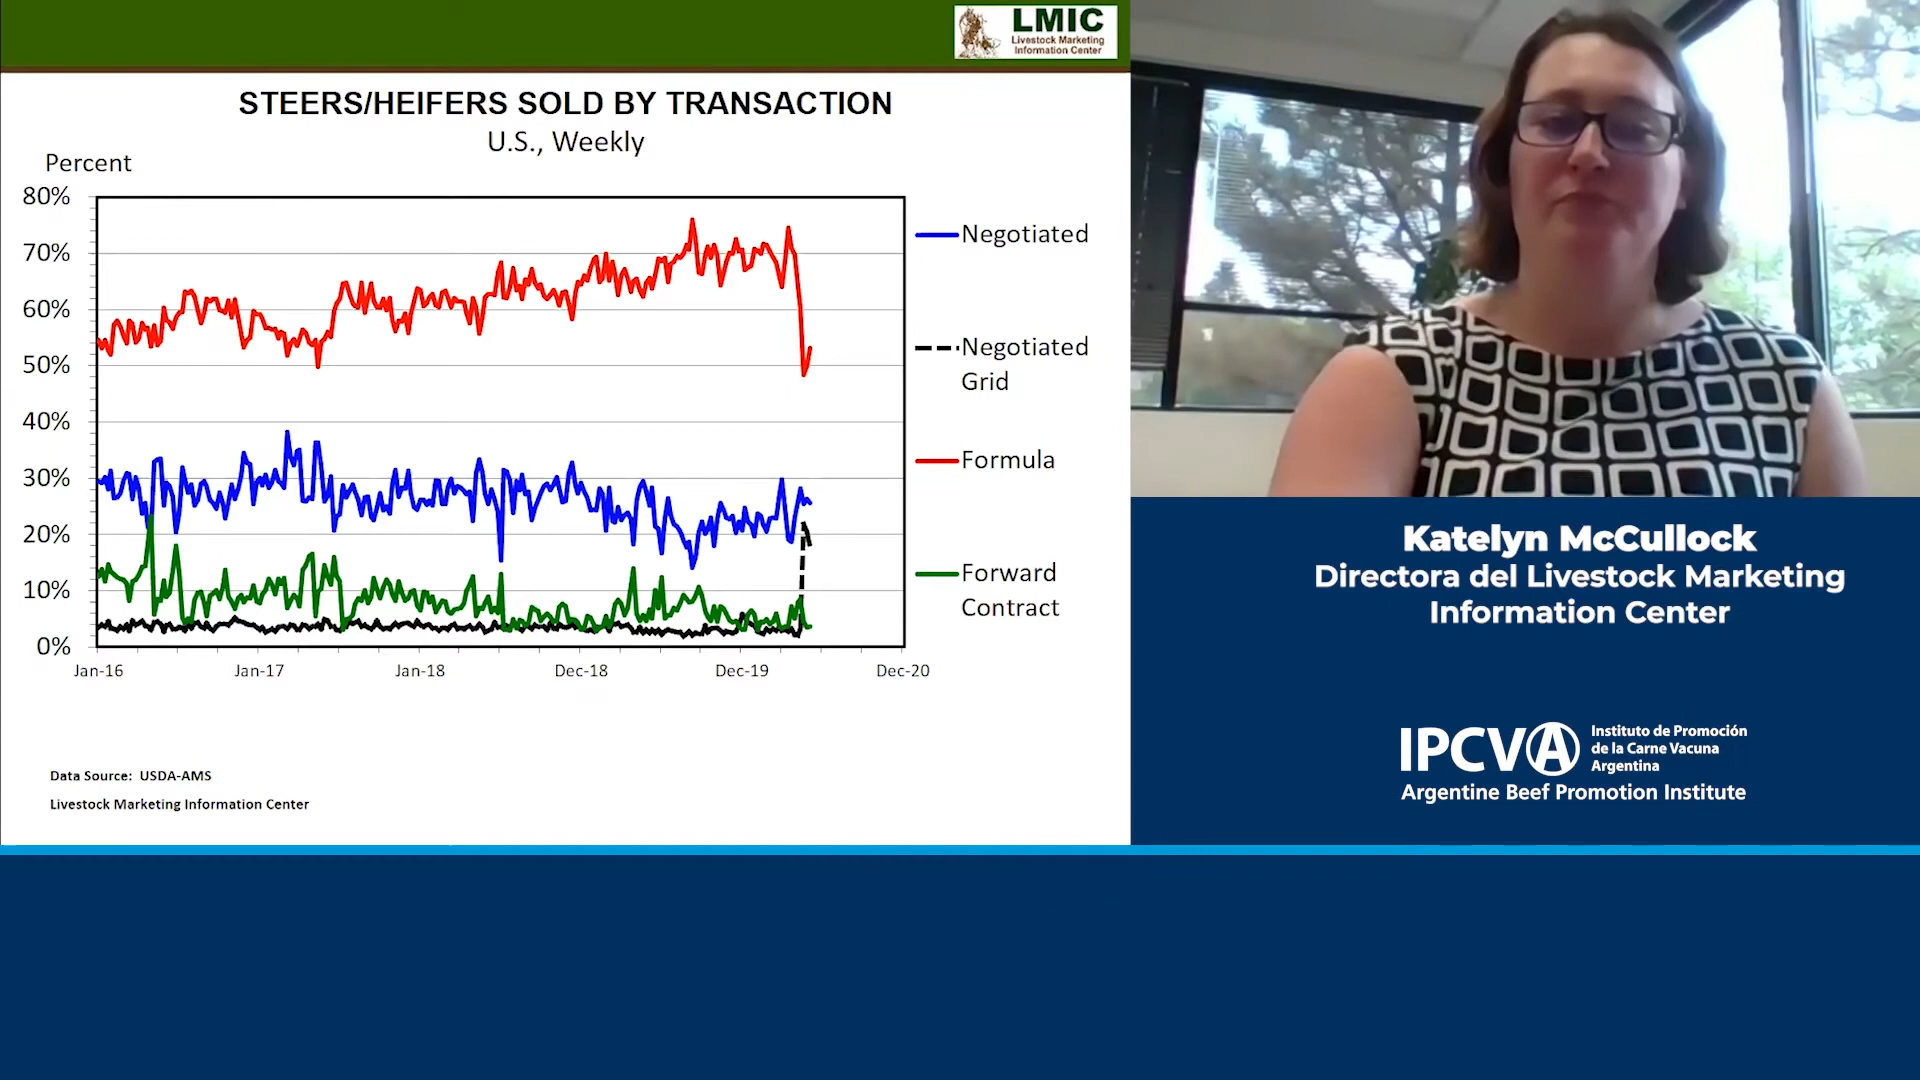 LMIC
Livestock Marketing
Information Center
STEERS/HEIFERS SOLD BY TRANSACTION
U.S., Weekly
Percent
80%
70%
60%
50%
40%
30%
20%
10%
0%
Jan-16
Jan-17
Jan-18
Dec-18
Dec-19
Dec-20
Negotiated
Negotiated
Grid
Formula
Forward
Contract
Data Source: USDA-AMS
Livestock Marketing Information Center
Katelyn McCullock
Directora del Livestock Marketing
Information Center
IPCVA
Instituto de Promoción
de la Carne Vacuna
Argentina
Argentine Beef Promotion Institute